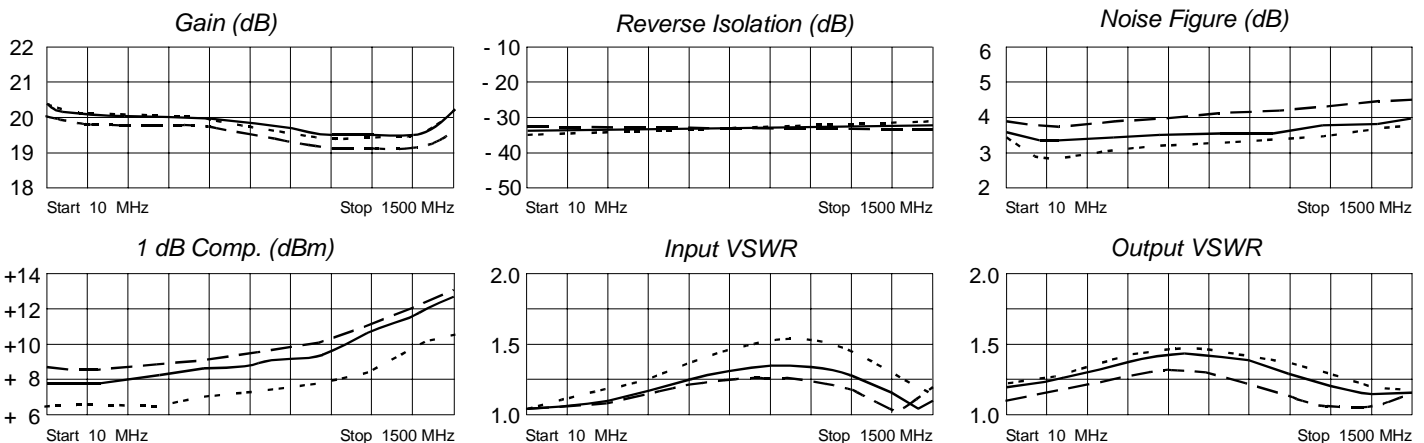 Gain (dB)
22
21
20
19
18
Start 10 MHz
Stop 1500 MHz
Reverse Isolation (dB)
- 10
- 20
- 30
- 40
- 50
Start 10 MHz
Stop 1500 MHz
Noise Figure (dB)
6
5
4
3
2
Start 10 MHz
Stop 1500 MHz
1 dB Comp. (dBm)
+14
+12
+10
+ 8
+ 6
Start 10 MHz
Stop 1500 MHz
Input VSWR
2.0
1.5
1.0
Start 10 MHz
Stop 1500 MHz
Output VSWR
2.0
1.5
1.0
Start 10 MHz
Stop 1500 MHz